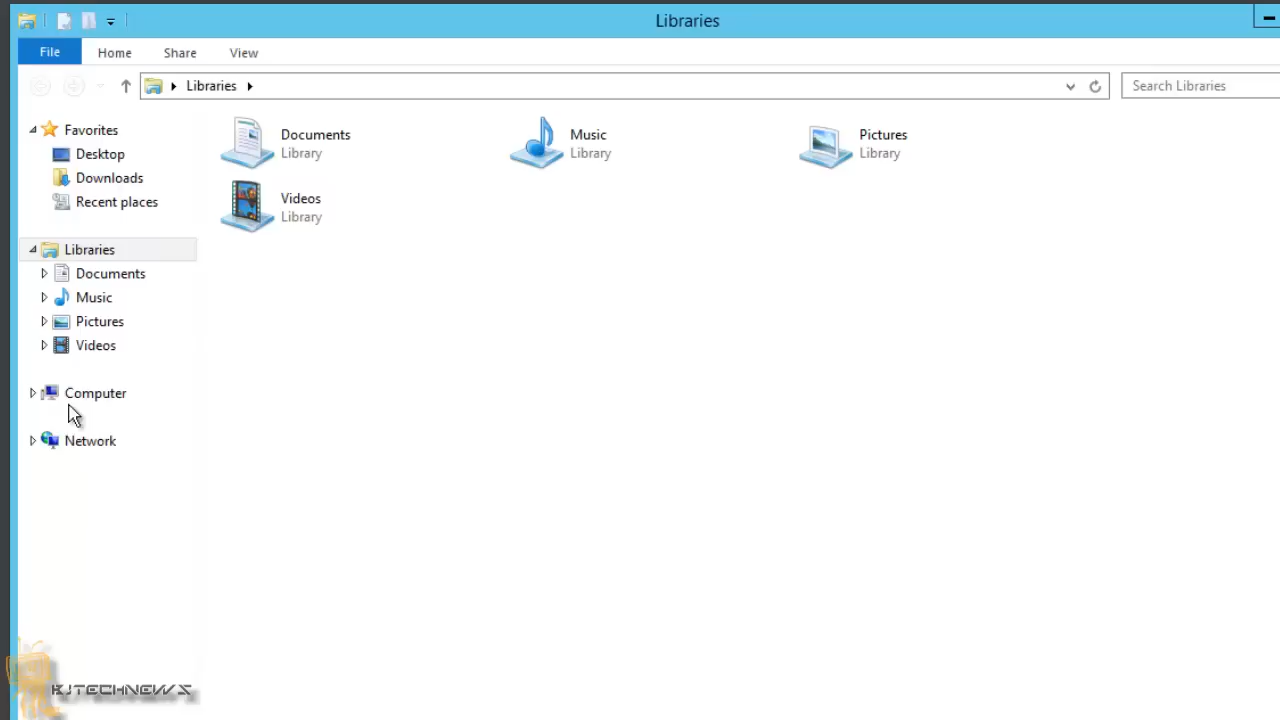 Libraries
File Home Share View
Libraries
Search Libraries
Favorites
Desktop
Downloads
Recent places
Libraries
Documents
Music
Pictures
Videos
Computer
Network
Documents
Library
Music
Library
Pictures
Library
Videos
Library
KJTECHNEWS